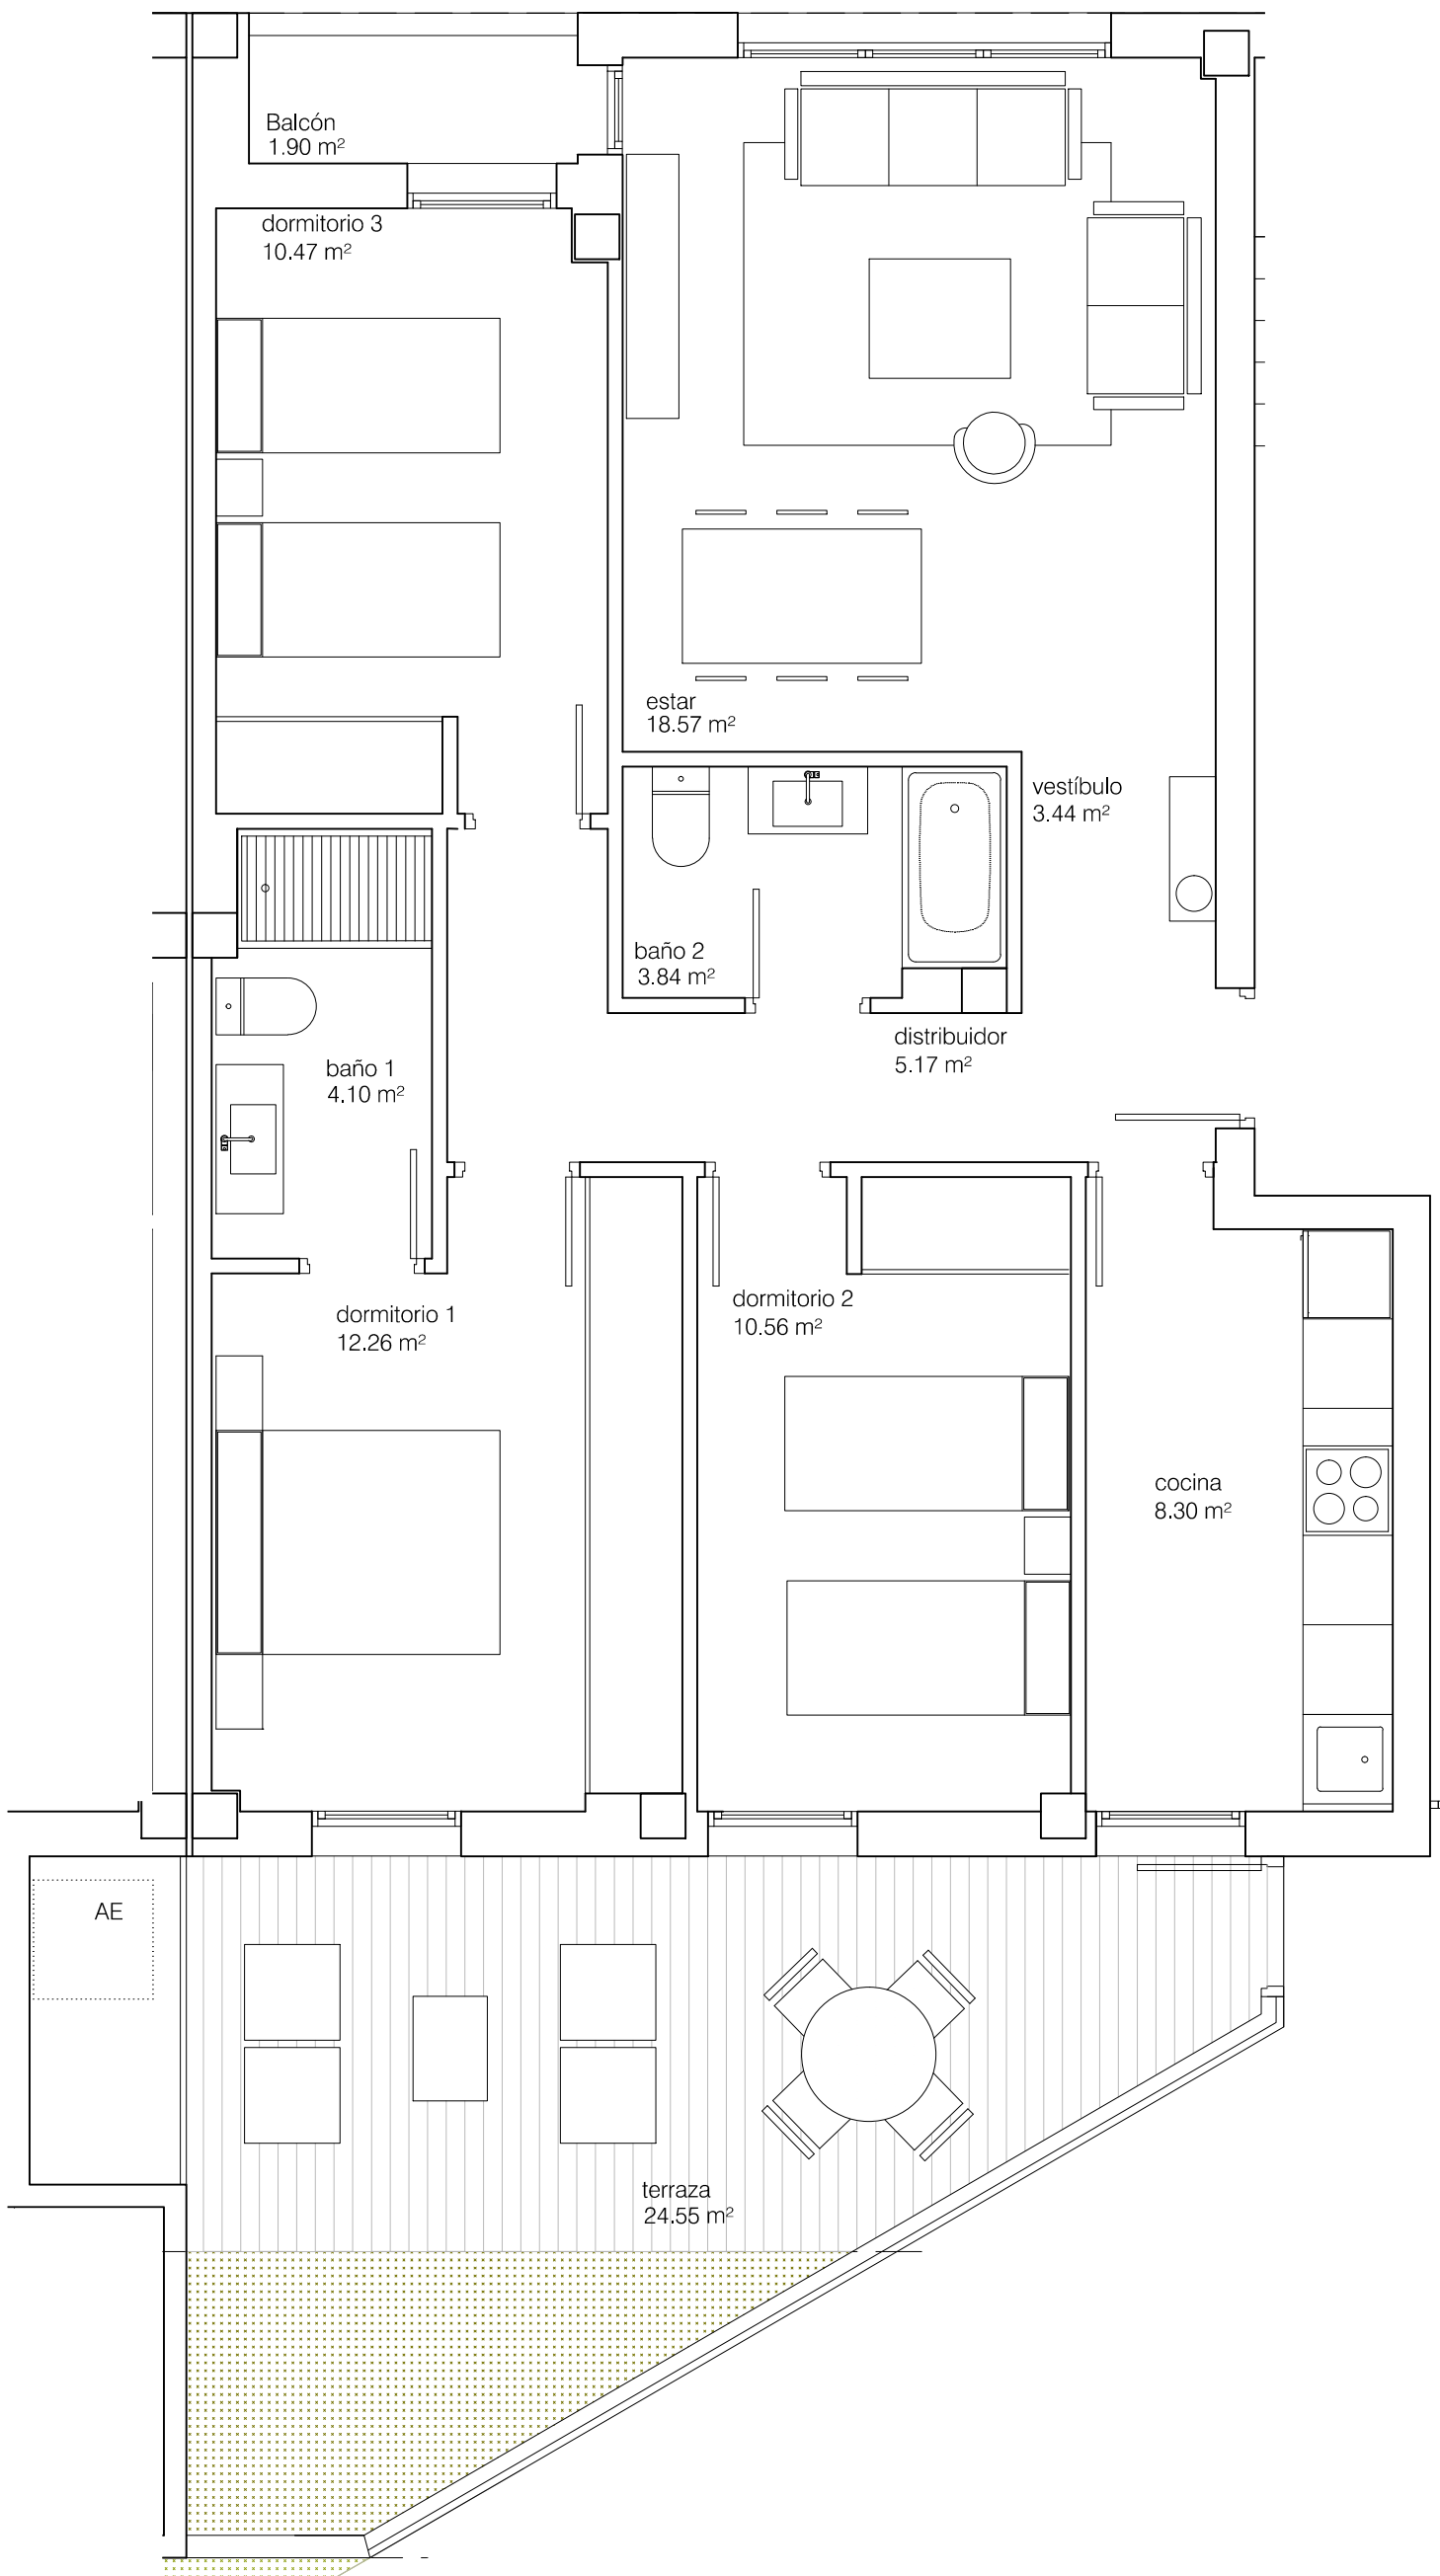 Balcón
1.90 m²
dormitorio 3
10.47 m²
estar
18.57 m²
vestíbulo
3.44 m²
baño 2
3.84 m²
distribuidor
5.17 m²
baño 1
4.10 m²
dormitorio 1
12.26 m²
dormitorio 2
10.56 m²
cocina
8.30 m²
AE
terraza
24.55 m²